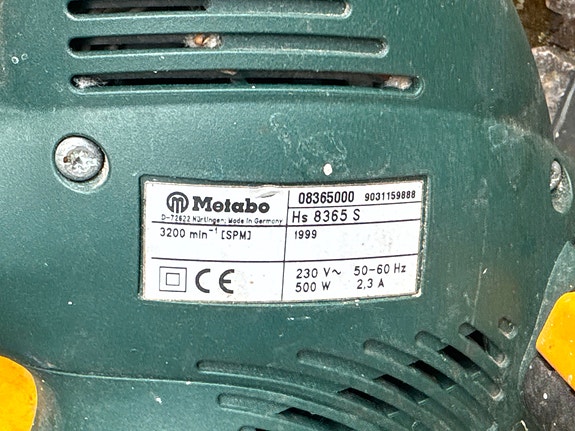 Metabo
D-72622 Nürtingen; Made in Germany
3200 min⁻¹ [SPM]
CE
08365000 9031159888
Hs 8365 S
1999
230 V~ 50-60 Hz
500 W 2,3 A